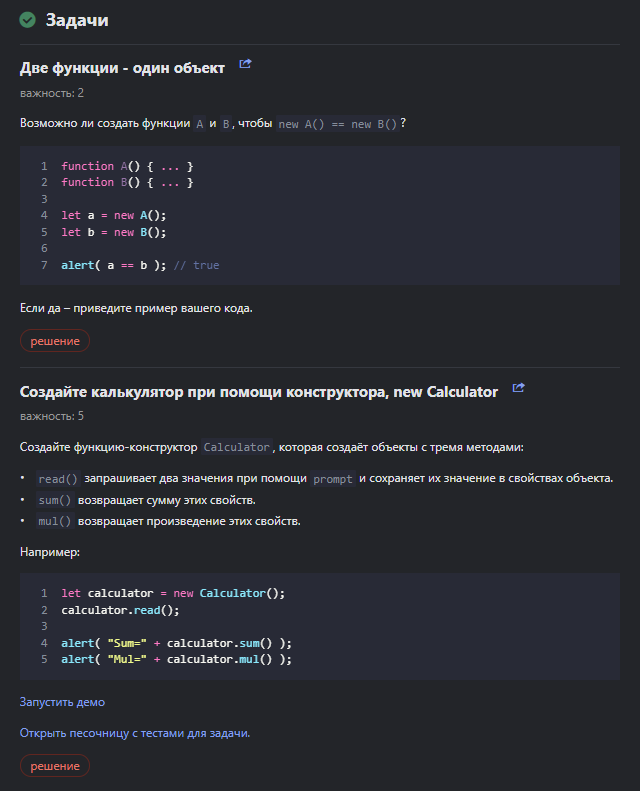 Задачи
Две функции - один объект
важность: 2
Возможно ли создать функции A и B, чтобы new A() == new B()?
1 function A() { ... }
2 function B() { ... }
3
4 let a = new A();
5 let b = new B();
6
7 alert( a == b ); // true
Если да – приведите пример вашего кода.
решение
Создайте калькулятор при помощи конструктора, new Calculator
важность: 5
Создайте функцию-конструктор Calculator, которая создаёт объекты с тремя методами:
• read() запрашивает два значения при помощи prompt и сохраняет их значение в свойствах объекта.
• sum() возвращает сумму этих свойств.
• mul() возвращает произведение этих свойств.
Например:
1 let calculator = new Calculator();
2 calculator.read();
3
4 alert( "Sum=" + calculator.sum() );
5 alert( "Mul=" + calculator.mul() );
Запустить демо
Открыть песочницу с тестами для задачи.
решение